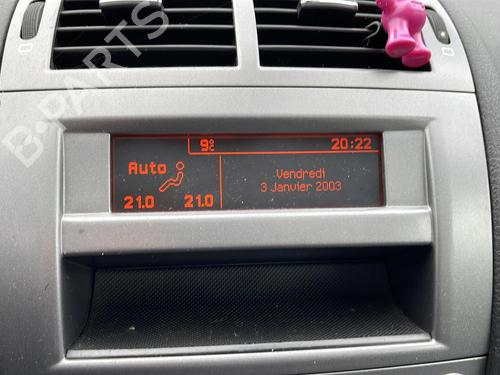 9°C 20:22
Auto
21.0 21.0
Vendredi
3 Janvier 2003
B-PARTS